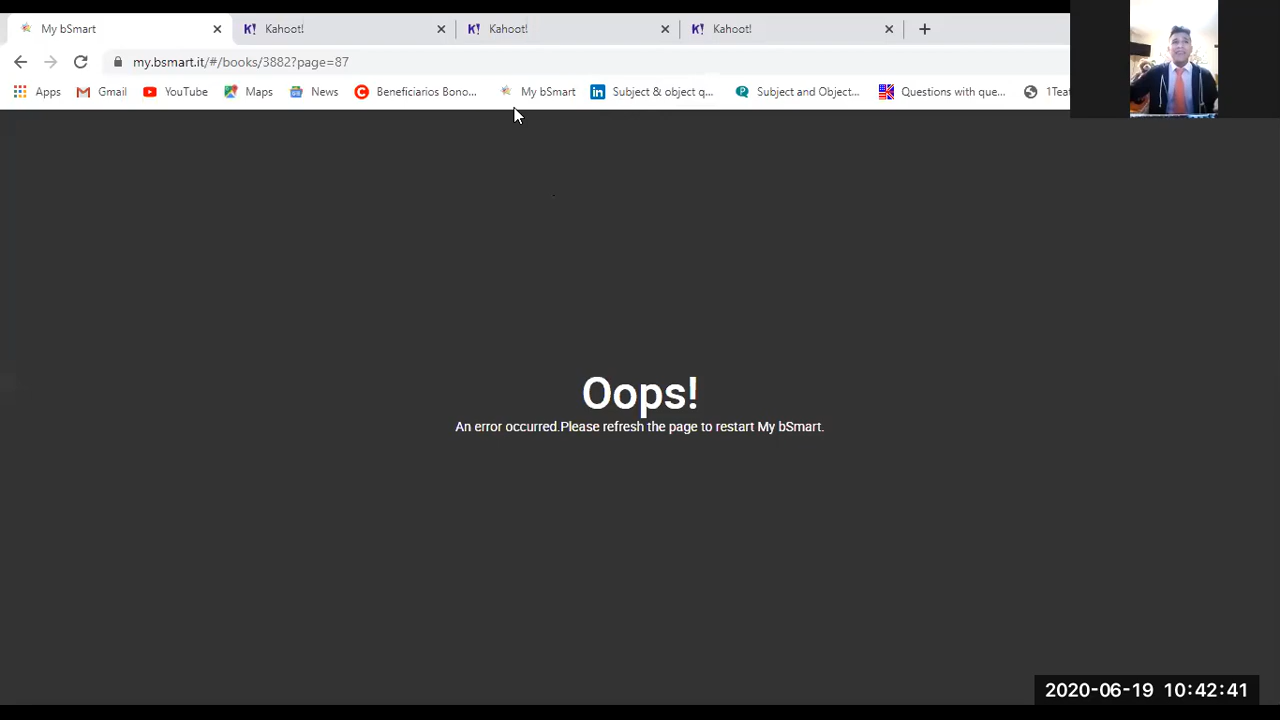 My bSmart
K! Kahoot!
K! Kahoot!
K! Kahoot!
my.bsmart.it/#/books/3882?page=87
Apps Gmail YouTube Maps News Beneficiarios Bono... My bSmart in Subject & object q... Subject and Object... Questions with que... 1Teat
Oops!
An error occurred.Please refresh the page to restart My bSmart.
2020-06-19 10:42:41